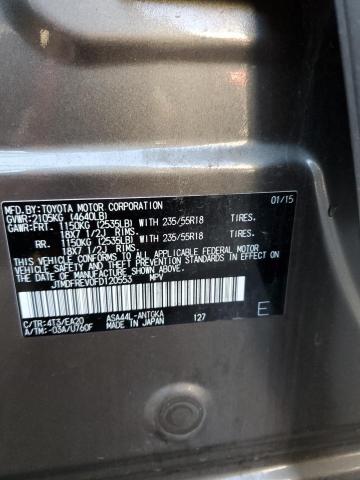 MFD.BY:TOYOTA MOTOR CORPORATION 01/15
GVWR:2105KG (4640LB)
GAWR:FRT. 1150KG (2535LB) WITH 235/55R18 TIRES.
18X7 1/2J RIMS.
RR. 1150KG (2535LB) WITH 235/55R18 TIRES.
18X7 1/2J RIMS.
THIS VEHICLE CONFORMS TO ALL APPLICABLE FEDERAL MOTOR VEHICLE
SAFETY, BUMPER, AND THEFT PREVENTION STANDARDS IN EFFECT ON
THE DATE OF MANUFACTURE SHOWN ABOVE.
JTMDFREV0FD120553 MPV
C/TR:4T3/EA20 ASA44L-ANTGKA
A/TM:-03A/U760F MADE IN JAPAN 127 E